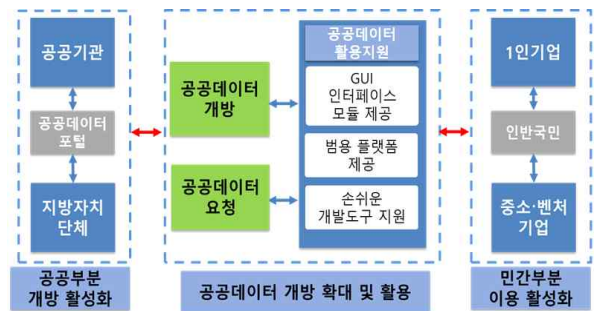 공공기관
공공데이터
포털
지방자치
단체
공공부분
개방 활성화
공공데이터
개방
공공데이터
요청
공공데이터
활용지원
GUI
인터페이스
모듈 제공
범용 플랫폼
제공
손쉬운
개발도구 지원
공공데이터 개방 확대 및 활용
1인기업
인반국민
중소·벤처
기업
민간부분
이용 활성화